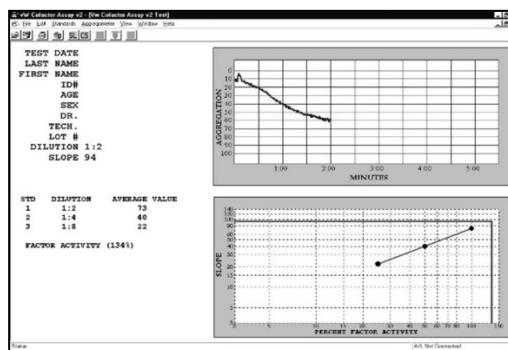 vW Cofactor Assay v2 - [Vw Cofactor Assay v2 Test]
File Edit Standards Aggregometer View Window Help
TEST DATE
LAST NAME
FIRST NAME
ID#
AGE
SEX
DR.
TECH.
LOT #
DILUTION 1:2
SLOPE 94
AGGREGATION
0
10
20
30
40
50
60
70
80
90
100
1:00 2:00 3:00 4:00 5:00
MINUTES
STD DILUTION AVERAGE VALUE
1 1:2 73
2 1:4 40
3 1:8 22
FACTOR ACTIVITY (134%)
SLOPE
PERCENT FACTOR ACTIVITY
Status